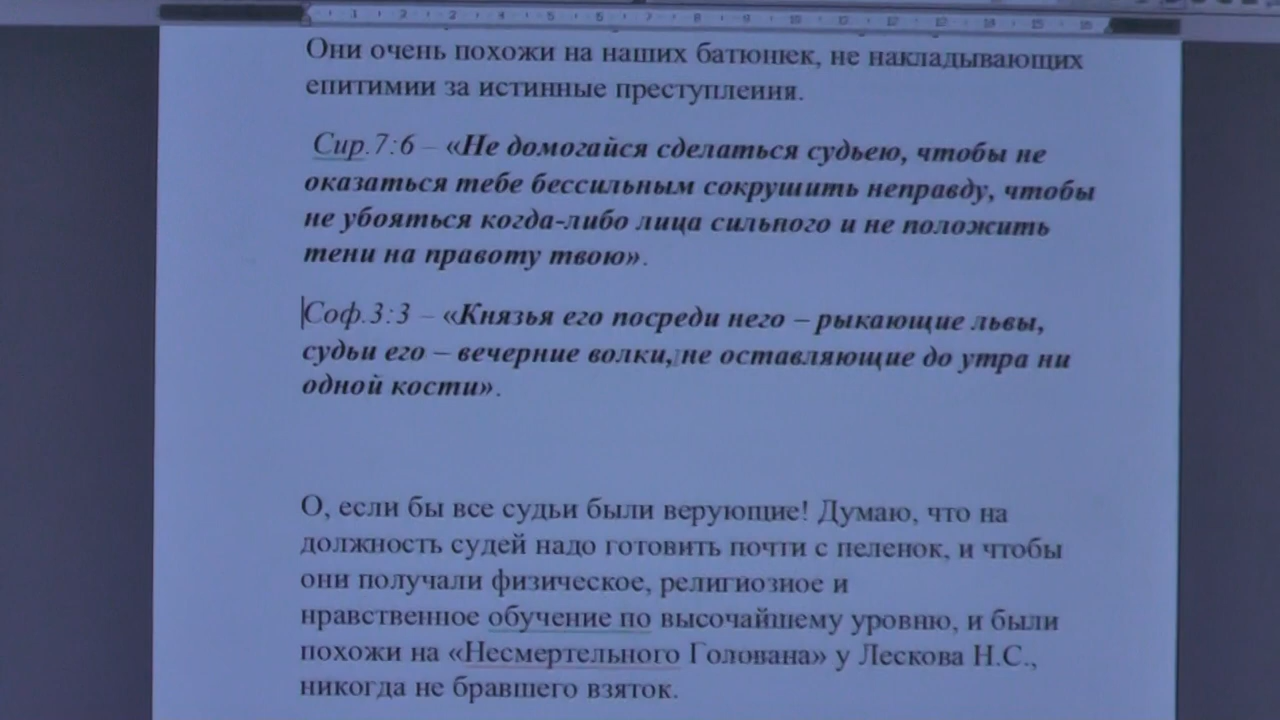 Они очень похожи на наших батюшек, не накладывающих
епитимии за истинные преступления.
Сир.7:6 – «Не домогайся сделаться судьею, чтобы не
оказаться тебе бессильным сокрушить неправду, чтобы
не убояться когда-либо лица сильного и не положить
тени на правоту твою».
Соф.3:3 – «Князья его посреди него – рыкающие львы,
судьи его – вечерние волки, не оставляющие до утра ни
одной кости».
О, если бы все судьи были верующие! Думаю, что на
должность судей надо готовить почти с пеленок, и чтобы
они получали физическое, религиозное и
нравственное обучение по высочайшему уровню, и были
похожи на «Несмертельного Голована» у Лескова Н.С.,
никогда не бравшего взяток.